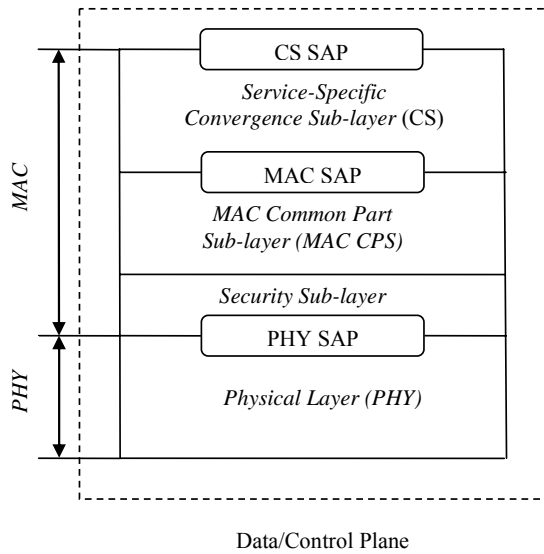 CS SAP
Service-Specific
Convergence Sub-layer (CS)
MAC
MAC SAP
MAC Common Part
Sub-layer (MAC CPS)
Security Sub-layer
PHY SAP
PHY
Physical Layer (PHY)
Data/Control Plane